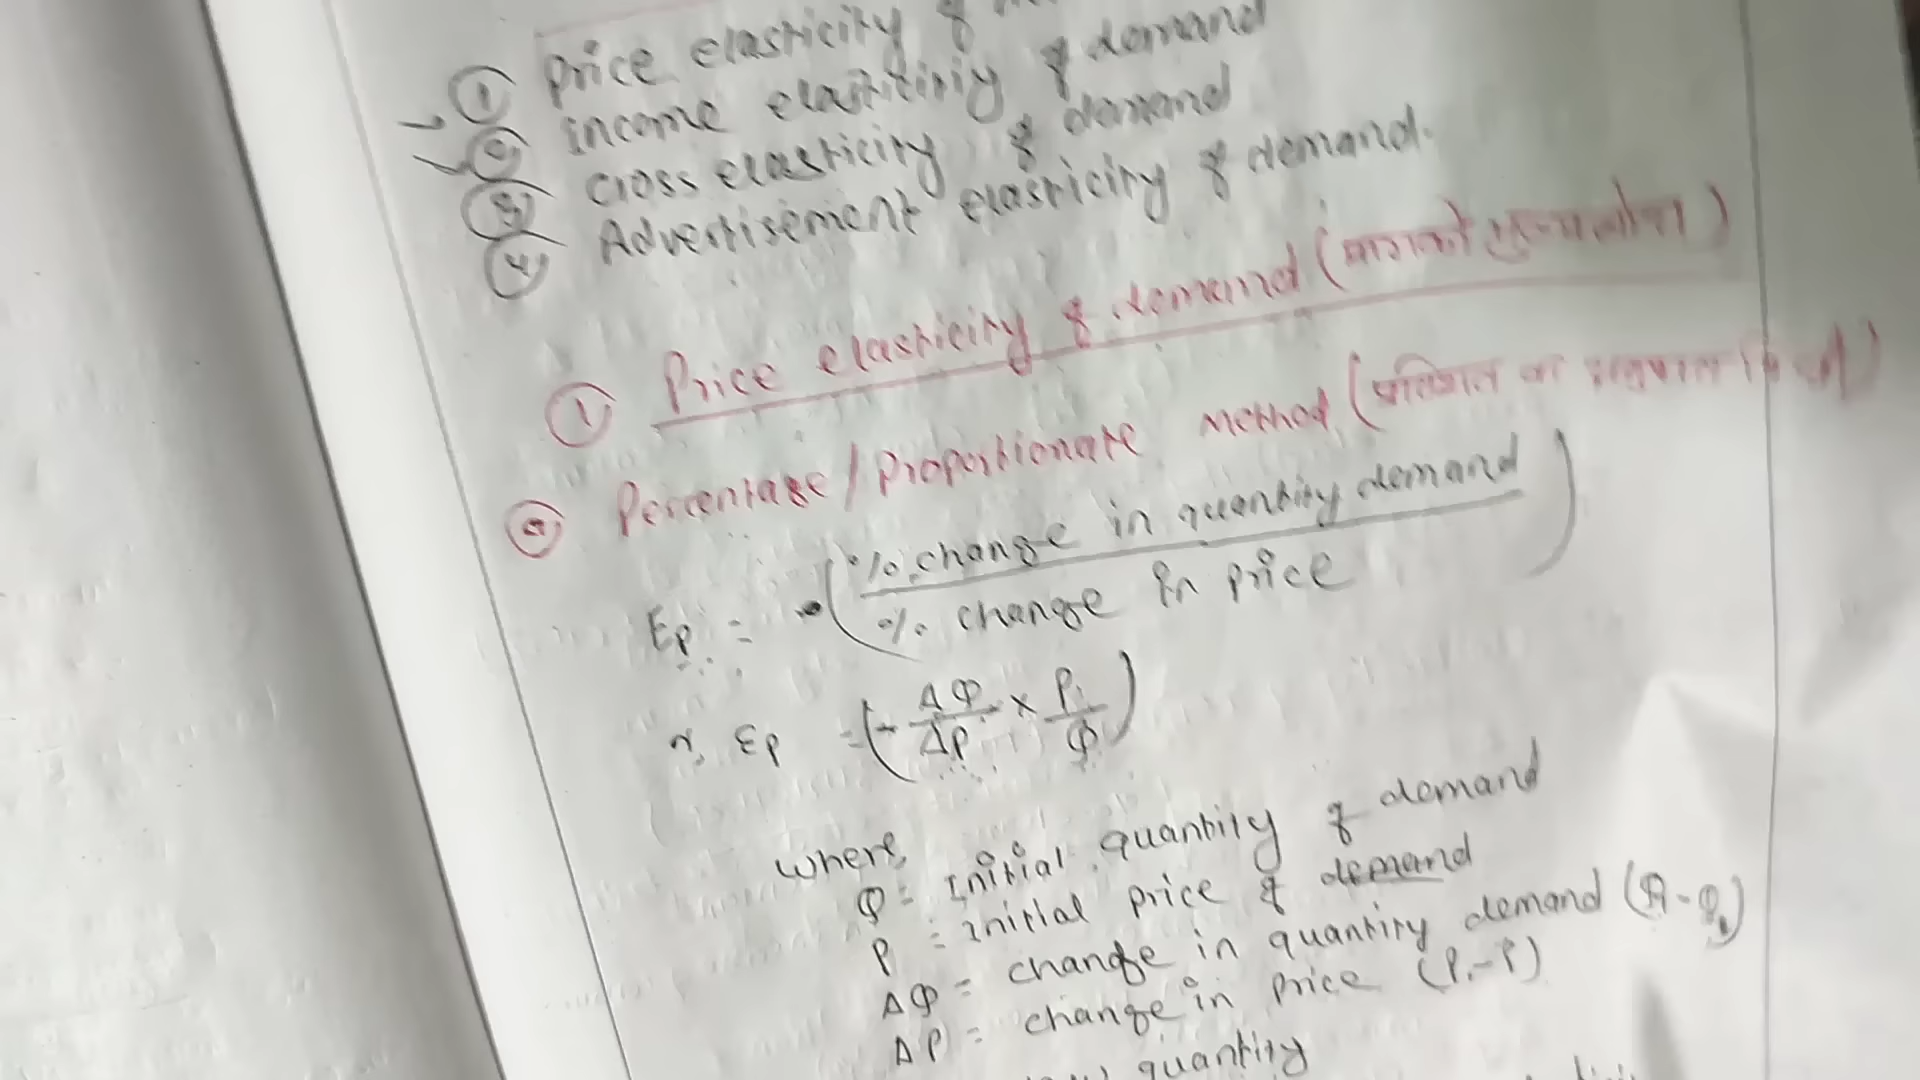 ① Price elasticity of
② income elasticity of demand
③ cross elasticity of demand
④ Advertisement elasticity of demand.
① Price elasticity of demand (मागको
Percentage/Proportionate Method (प्रतिशत वा
Ep = -(% change in quantity demand / % change in price)
Ep = (- ΔQ/ΔP × P/Q)
where,
Q = Initial quantity of demand
P = initial price of demand
ΔQ = change in quantity demand
ΔP = change in price (P₁-P)
quantity